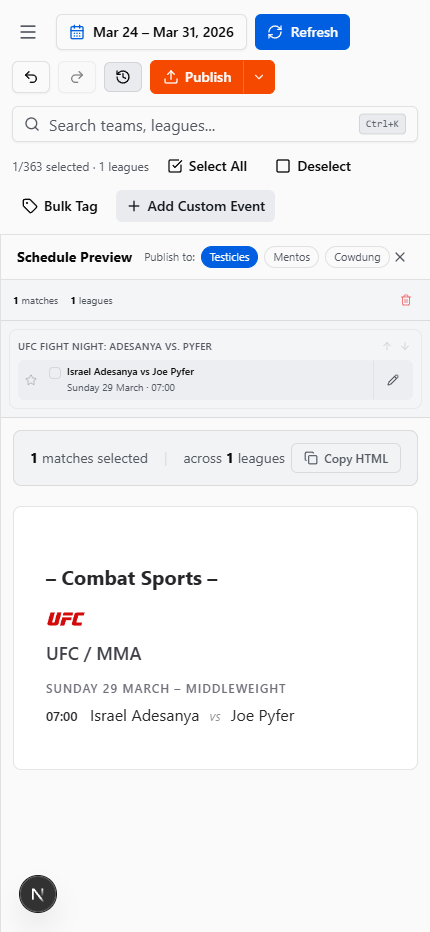 Mar 24 – Mar 31, 2026 Refresh
Publish
Search teams, leagues... Ctrl+K
1/363 selected · 1 leagues Select All Deselect
Bulk Tag Add Custom Event
Schedule Preview Publish to: Testicles Mentos Cowdung
1 matches 1 leagues
UFC FIGHT NIGHT: ADESANYA VS. PYFER
Israel Adesanya vs Joe Pyfer
Sunday 29 March · 07:00
1 matches selected across 1 leagues Copy HTML
– Combat Sports –
UFC
UFC / MMA
SUNDAY 29 MARCH – MIDDLEWEIGHT
07:00 Israel Adesanya vs Joe Pyfer
N